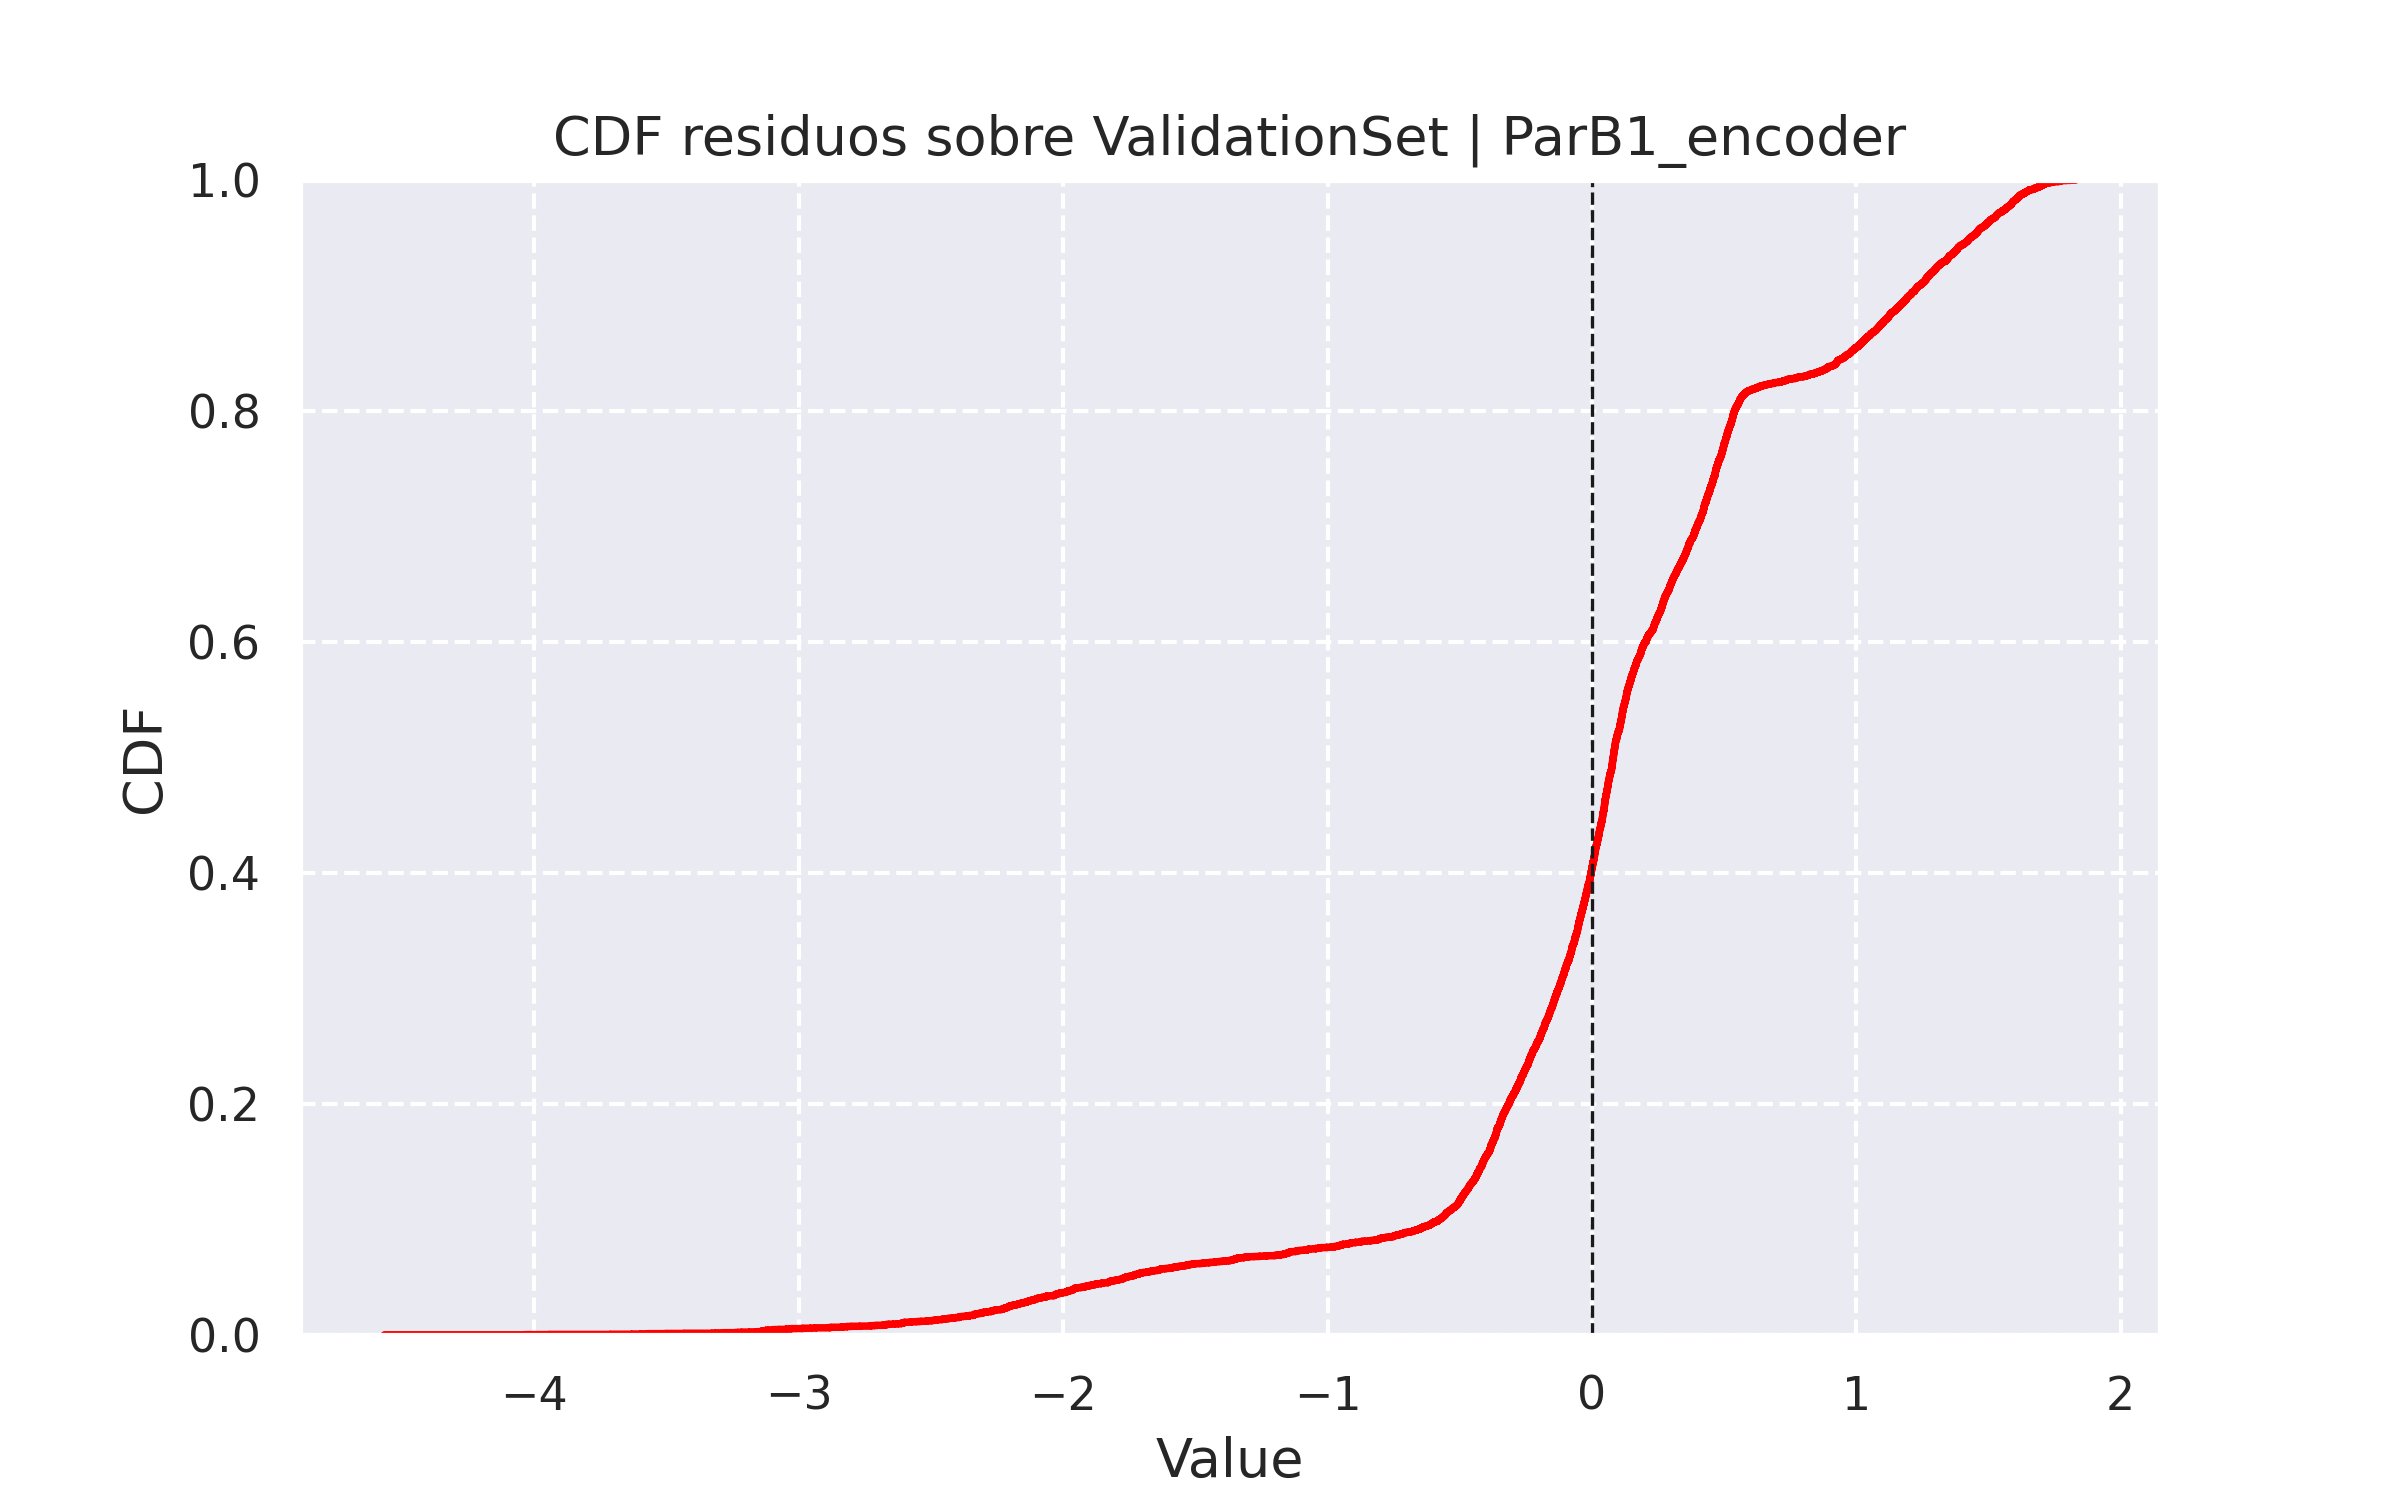 CDF residuos sobre ValidationSet | ParB1_encoder
1.0
0.8
0.6
0.4
0.2
0.0
CDF
−4 −3 −2 −1 0 1 2
Value